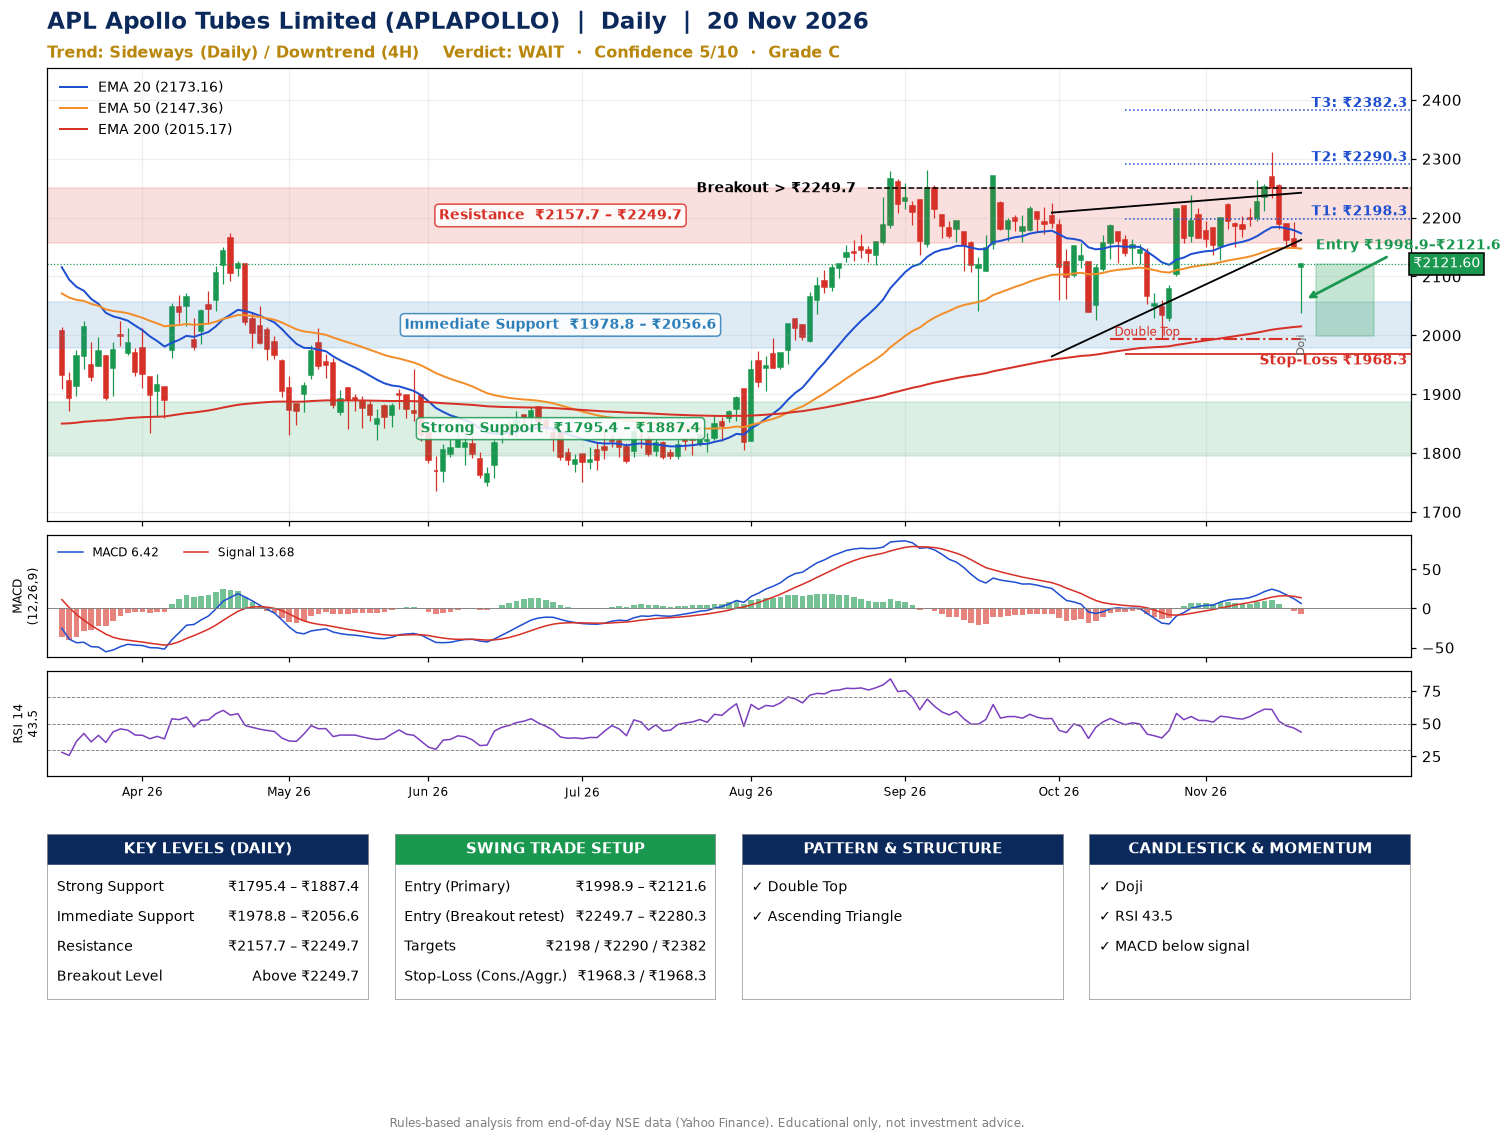 APL Apollo Tubes Limited (APLAPOLLO) | Daily | 20 Nov 2026
Trend: Sideways (Daily) / Downtrend (4H) Verdict: WAIT · Confidence 5/10 · Grade C
EMA 20 (2173.16)
EMA 50 (2147.36)
EMA 200 (2015.17)
T3: ₹2382.3
2400
T2: ₹2290.3
2300
Breakout > ₹2249.7
Resistance ₹2157.7 – ₹2249.7
T1: ₹2198.3
2200
Entry ₹1998.9–₹2121.6
₹2121.60
2100
Immediate Support ₹1978.8 – ₹2056.6
Double Top
2000
Doji
Stop-Loss ₹1968.3
1900
Strong Support ₹1795.4 – ₹1887.4
1800
1700
MACD (12,26,9)
MACD 6.42
Signal 13.68
50
0
−50
RSI 14
43.5
75
50
25
Apr 26
May 26
Jun 26
Jul 26
Aug 26
Sep 26
Oct 26
Nov 26
KEY LEVELS (DAILY)
Strong Support ₹1795.4 – ₹1887.4
Immediate Support ₹1978.8 – ₹2056.6
Resistance ₹2157.7 – ₹2249.7
Breakout Level Above ₹2249.7
SWING TRADE SETUP
Entry (Primary) ₹1998.9 – ₹2121.6
Entry (Breakout retest) ₹2249.7 – ₹2280.3
Targets ₹2198 / ₹2290 / ₹2382
Stop-Loss (Cons./Aggr.) ₹1968.3 / ₹1968.3
PATTERN & STRUCTURE
✓ Double Top
✓ Ascending Triangle
CANDLESTICK & MOMENTUM
✓ Doji
✓ RSI 43.5
✓ MACD below signal
Rules-based analysis from end-of-day NSE data (Yahoo Finance). Educational only, not investment advice.